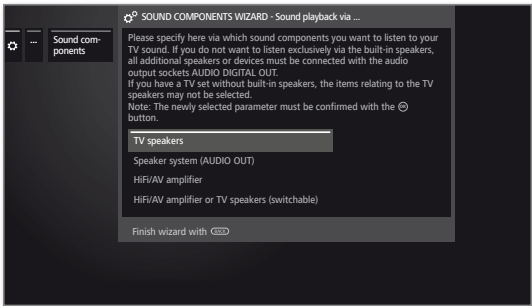 SOUND COMPONENTS WIZARD - Sound playback via ...
...
Sound com-
ponents
Please specify here via which sound components you want to listen to your
TV sound. If you do not want to listen exclusively via the built-in speakers,
all additional speakers or devices must be connected with the audio
output sockets AUDIO DIGITAL OUT.
If you have a TV set without built-in speakers, the items relating to the TV
speakers may not be selected.
Note: The newly selected parameter must be confirmed with the OK
button.
TV speakers
Speaker system (AUDIO OUT)
HiFi/AV amplifier
HiFi/AV amplifier or TV speakers (switchable)
Finish wizard with BACK